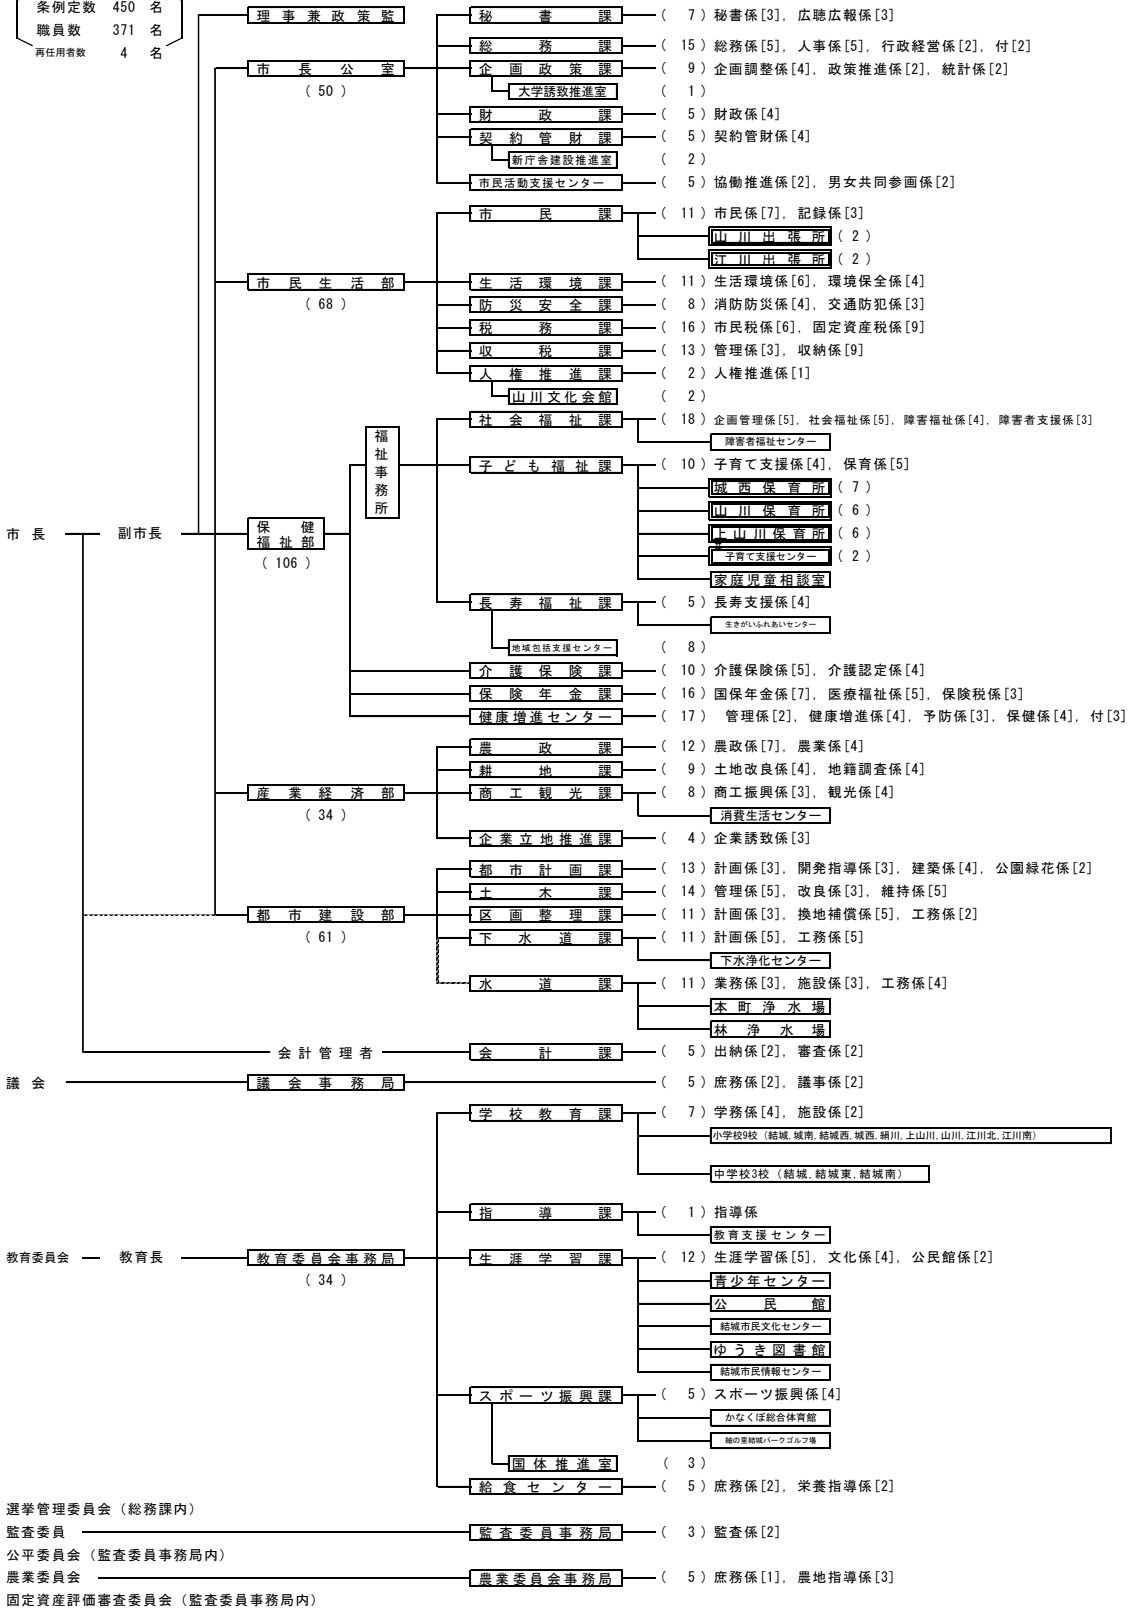 条例定数 450 名
職員数 371 名
再任用者数 4 名
理事兼政策監
秘書課 ( 7 ) 秘書係[3], 広聴広報係[3]
総務課 ( 15 ) 総務係[5], 人事係[5], 行政経営係[2], 付[2]
市長公室 企画政策課 ( 9 ) 企画調整係[4], 政策推進係[2], 統計係[2]
( 50 ) 大学誘致推進室 ( 1 )
財政課 ( 5 ) 財政係[4]
契約管財課 ( 5 ) 契約管財係[4]
新庁舎建設推進室 ( 2 )
市民活動支援センター ( 5 ) 協働推進係[2], 男女共同参画係[2]
市民課 ( 11 ) 市民係[7], 記録係[3]
山川出張所 ( 2 )
江川出張所 ( 2 )
市民生活部 生活環境課 ( 11 ) 生活環境係[6], 環境保全係[4]
( 68 ) 防災安全課 ( 8 ) 消防防災係[4], 交通防犯係[3]
税務課 ( 16 ) 市民税係[6], 固定資産税係[9]
収税課 ( 13 ) 管理係[3], 収納係[9]
人権推進課 ( 2 ) 人権推進係[1]
山川文化会館 ( 2 )
社会福祉課 ( 18 ) 企画管理係[5], 社会福祉係[5], 障害福祉係[4], 障害者支援係[3]
障害者福祉センター
福祉事務所
子ども福祉課 ( 10 ) 子育て支援係[4], 保育係[5]
城西保育所 ( 7 )
山川保育所 ( 6 )
市長 副市長 保健福祉部 上山川保育所 ( 6 )
( 106 ) 子育て支援センター ( 2 )
家庭児童相談室
長寿福祉課 ( 5 ) 長寿支援係[4]
生きがいふれあいセンター
地域包括支援センター ( 8 )
介護保険課 ( 10 ) 介護保険係[5], 介護認定係[4]
保険年金課 ( 16 ) 国保年金係[7], 医療福祉係[5], 保険税係[3]
健康増進センター ( 17 ) 管理係[2], 健康増進係[4], 予防係[3], 保健係[4], 付[3]
農政課 ( 12 ) 農政係[7], 農業係[4]
耕地課 ( 9 ) 土地改良係[4], 地籍調査係[4]
産業経済部 商工観光課 ( 8 ) 商工振興係[3], 観光係[4]
( 34 ) 消費生活センター
企業立地推進課 ( 4 ) 企業誘致係[3]
都市計画課 ( 13 ) 計画係[3], 開発指導係[3], 建築係[4], 公園緑花係[2]
土木課 ( 14 ) 管理係[5], 改良係[3], 維持係[5]
都市建設部 区画整理課 ( 11 ) 計画係[3], 換地補償係[5], 工務係[2]
( 61 ) 下水道課 ( 11 ) 計画係[5], 工務係[5]
下水浄化センター
水道課 ( 11 ) 業務係[3], 施設係[3], 工務係[4]
本町浄水場
林浄水場
会計管理者 会計課 ( 5 ) 出納係[2], 審査係[2]
議会 議会事務局 ( 5 ) 庶務係[2], 議事係[2]
学校教育課 ( 7 ) 学務係[4], 施設係[2]
小学校9校（結城,城南,結城西,城西,絹川,上山川,山川,江川北,江川南）
中学校3校（結城,結城東,結城南）
指導課 ( 1 ) 指導係
教育支援センター
教育委員会 教育長 教育委員会事務局 生涯学習課 ( 12 ) 生涯学習係[5], 文化係[4], 公民館係[2]
( 34 ) 青少年センター
公民館
結城市民文化センター
ゆうき図書館
結城市民情報センター
スポーツ振興課 ( 5 ) スポーツ振興係[4]
かなくぼ総合体育館
紬の里結城パークゴルフ場
国体推進室 ( 3 )
給食センター ( 5 ) 庶務係[2], 栄養指導係[2]
選挙管理委員会（総務課内）
監査委員 監査委員事務局 ( 3 ) 監査係[2]
公平委員会（監査委員事務局内）
農業委員会 農業委員会事務局 ( 5 ) 庶務係[1], 農地指導係[3]
固定資産評価審査委員会（監査委員事務局内）